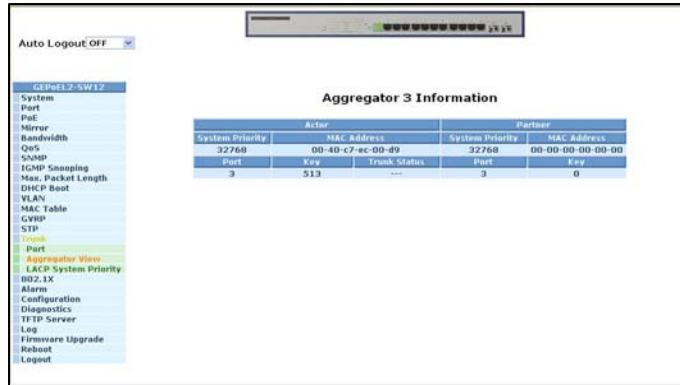 Auto Logout OFF
GEPoEL2-SW12
System
Port
PoE
Mirror
Bandwidth
QoS
SNMP
IGMP Snooping
Max. Packet Length
DHCP Boot
VLAN
MAC Table
GVRP
STP
Trunk
Port
Aggregator View
LACP System Priority
802.1X
Alarm
Configuration
Diagnostics
TFTP Server
Log
Firmware Upgrade
Reboot
Logout
Aggregator 3 Information
Actor Partner
System Priority MAC Address System Priority MAC Address
32768 00-40-c7-ec-00-d9 32768 00-00-00-00-00-00
Port Key Trunk Status Port Key
3 513 --- 3 0